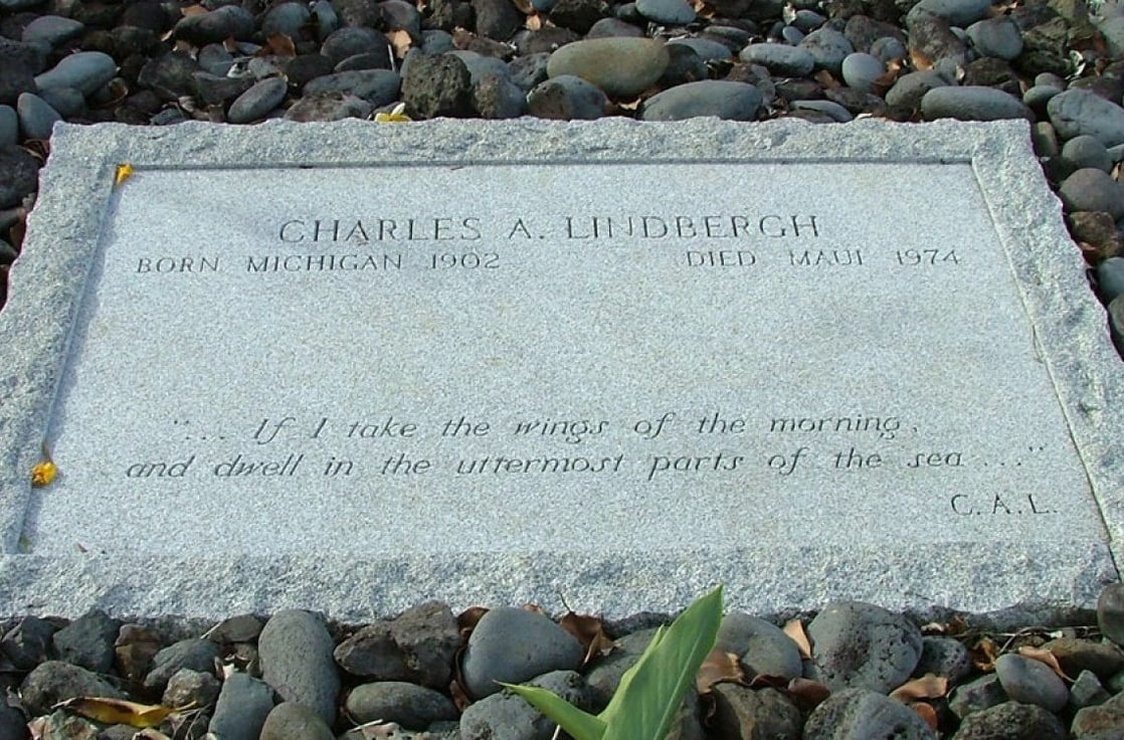 CHARLES A. LINDBERGH
BORN MICHIGAN 1902 DIED MAUI 1974
"... If I take the wings of the morning,
and dwell in the uttermost parts of the sea ..."
C.A.L.